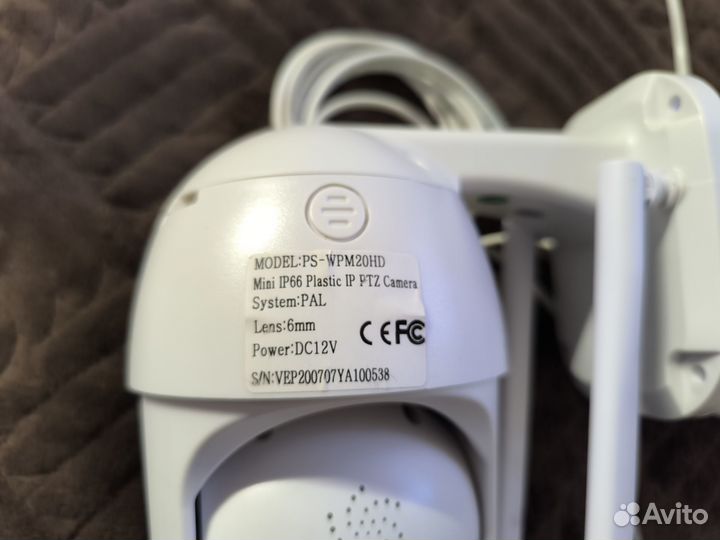 MODEL:PS-WPM20HD
Mini IP66 Plastic IP PTZ Camera
System:PAL
Lens:6mm
Power:DC12V
CE FC
S/N:VEP200707YA100538
Avito